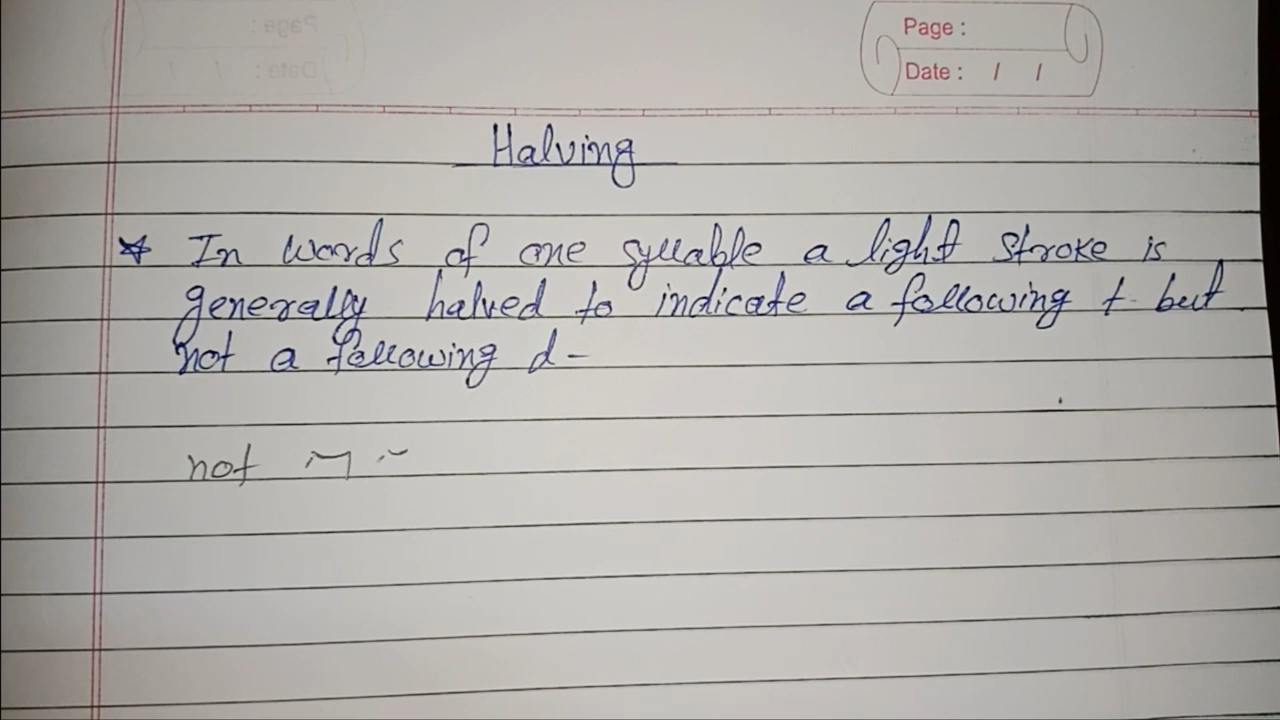 Page :
Date : / /
Halving
* In words of one syllable a light stroke is
generally halved to indicate a following t but
not a following d -
not